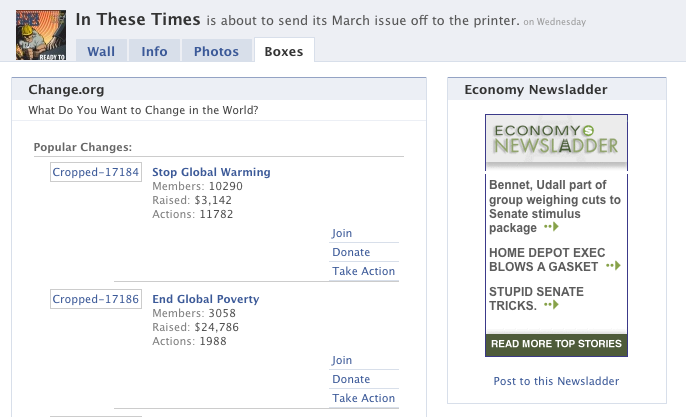 In These Times is about to send its March issue off to the printer. on Wednesday
READY TO
Wall Info Photos Boxes
Change.org
What Do You Want to Change in the World?
Popular Changes:
Cropped-17184 Stop Global Warming
Members: 10290
Raised: $3,142
Actions: 11782
Join
Donate
Take Action
Cropped-17186 End Global Poverty
Members: 3058
Raised: $24,786
Actions: 1988
Join
Donate
Take Action
Economy Newsladder
ECONOMY
NEWSLADDER
Bennet, Udall part of
group weighing cuts to
Senate stimulus
package
HOME DEPOT EXEC
BLOWS A GASKET
STUPID SENATE
TRICKS.
READ MORE TOP STORIES
Post to this Newsladder